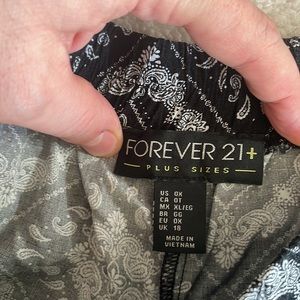 FOREVER 21+
PLUS SIZES
US 0X
CA 0T
MX XL/EG
BR GG
EU 0X
UK 18
MADE IN
VIETNAM